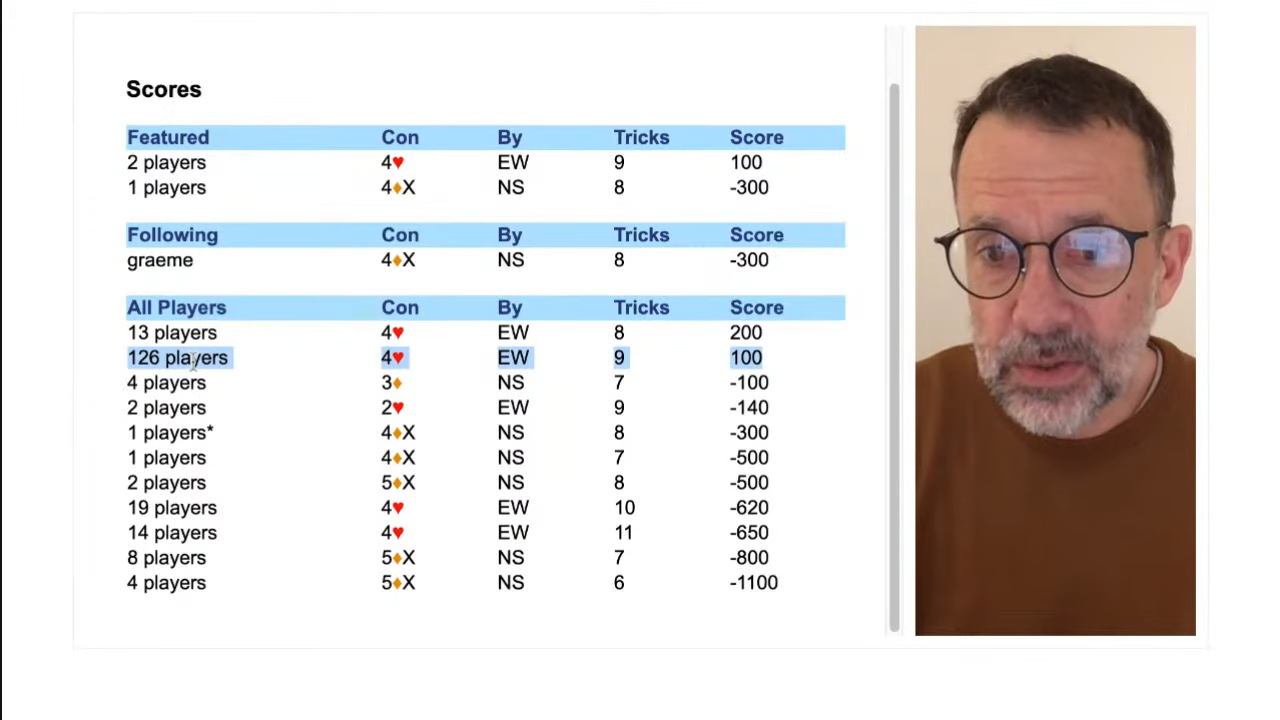 Scores
Featured Con By Tricks Score
2 players 4♥ EW 9 100
1 players 4♦X NS 8 -300
Following Con By Tricks Score
graeme 4♦X NS 8 -300
All Players Con By Tricks Score
13 players 4♥ EW 8 200
126 players 4♥ EW 9 100
4 players 3♦ NS 7 -100
2 players 2♥ EW 9 -140
1 players* 4♦X NS 8 -300
1 players 4♦X NS 7 -500
2 players 5♦X NS 8 -500
19 players 4♥ EW 10 -620
14 players 4♥ EW 11 -650
8 players 5♦X NS 7 -800
4 players 5♦X NS 6 -1100